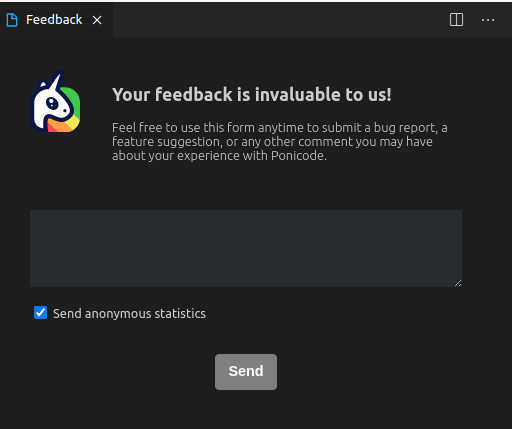 Feedback
Your feedback is invaluable to us!
Feel free to use this form anytime to submit a bug report, a
feature suggestion, or any other comment you may have
about your experience with Ponicode.
Send anonymous statistics
Send